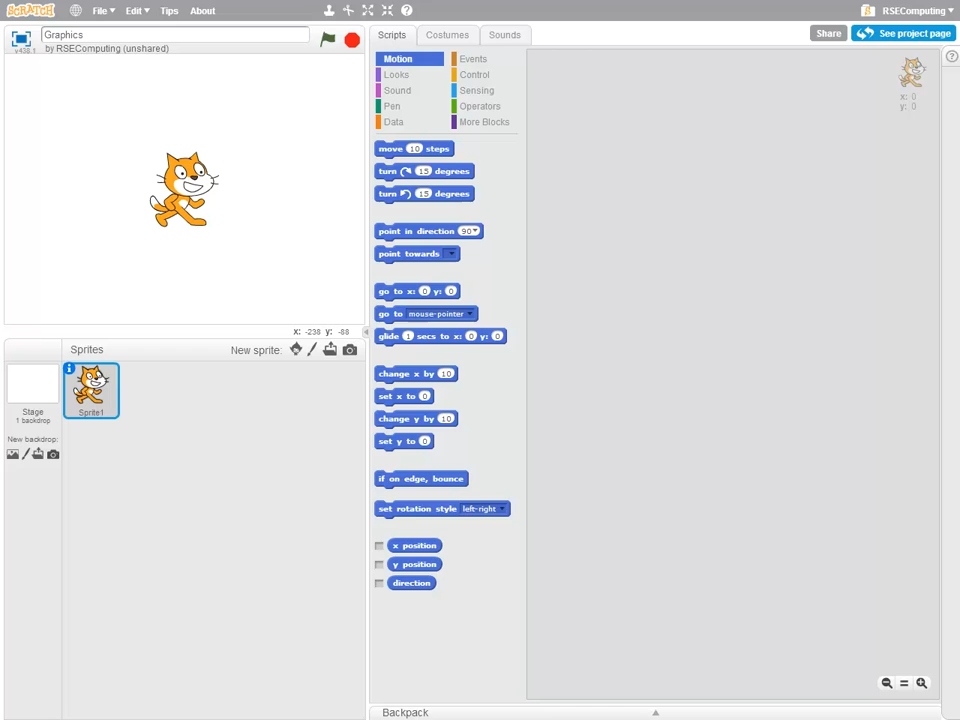 SCRATCH File Edit Tips About RSEComputing
Graphics
by RSEComputing (unshared)
v438.1
Scripts Costumes Sounds
Share See project page
Motion Events
Looks Control
Sound Sensing
Pen Operators
Data More Blocks
x: 0
y: 0
move 10 steps
turn 15 degrees
turn 15 degrees
point in direction 90
point towards
go to x: 0 y: 0
go to mouse-pointer
glide 1 secs to x: 0 y: 0
change x by 10
set x to 0
change y by 10
set y to 0
if on edge, bounce
set rotation style left-right
x position
y position
direction
x: -238 y: -88
Sprites New sprite:
Stage
1 backdrop
New backdrop:
Sprite1
Backpack